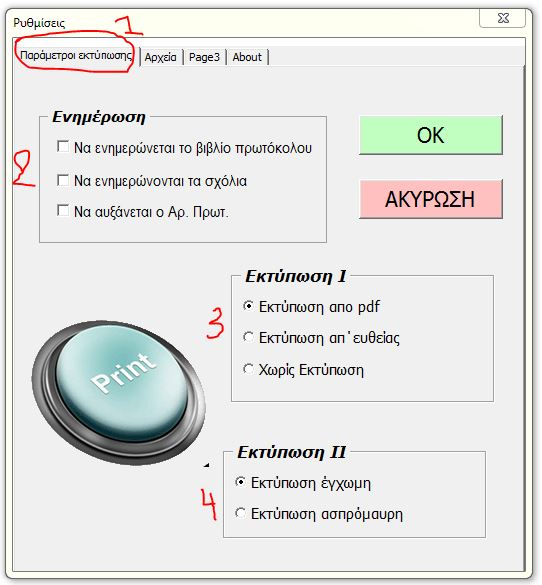 Ρυθμίσεις
1
Παράμετροι εκτύπωσης Αρχεία Page3 About
Ενημέρωση
2
Να ενημερώνεται το βιβλίο πρωτόκολου
Να ενημερώνονται τα σχόλια
Να αυξάνεται ο Αρ. Πρωτ.
OK
ΑΚΥΡΩΣΗ
Εκτύπωση Ι
3
Εκτύπωση απο pdf
Εκτύπωση απ΄ευθείας
Χωρίς Εκτύπωση
Print
Εκτύπωση ΙΙ
4
Εκτύπωση έγχωμη
Εκτύπωση ασπρόμαυρη